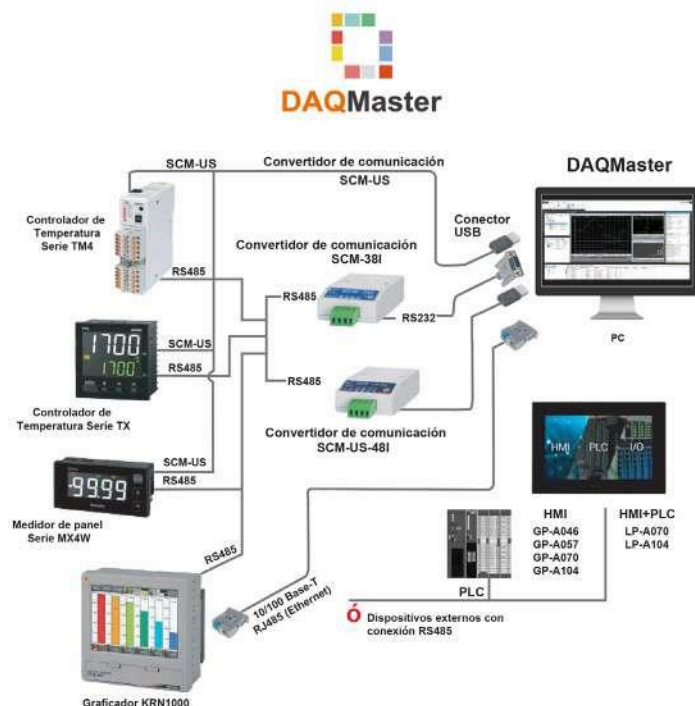 DAQMaster
SCM-US
Convertidor de comunicación
SCM-US
DAQMaster
Controlador de
Temperatura
Serie TM4
Conector
USB
Convertidor de comunicación
SCM-38I
RS485
RS485
RS232
PC
1700
1700
SCM-US
RS485
RS485
Controlador de
Temperatura Serie TX
Convertidor de comunicación
SCM-US-48I
HMI
PLC
I/O
SCM-US
-99.99
RS485
Medidor de panel
Serie MX4W
HMI
GP-A046
GP-A057
GP-A070
GP-A104
HMI+PLC
LP-A070
LP-A104
RS485
PLC
10/100 Base-T
RJ485 (Ethernet)
Ó Dispositivos externos con
conexión RS485
Graficador KRN1000